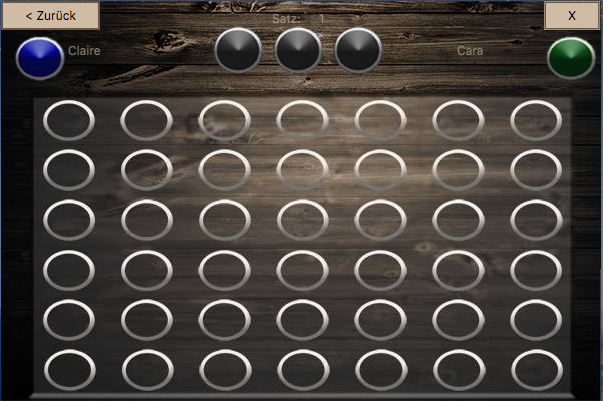 < Zurück
Satz: 1
X
Claire
Cara